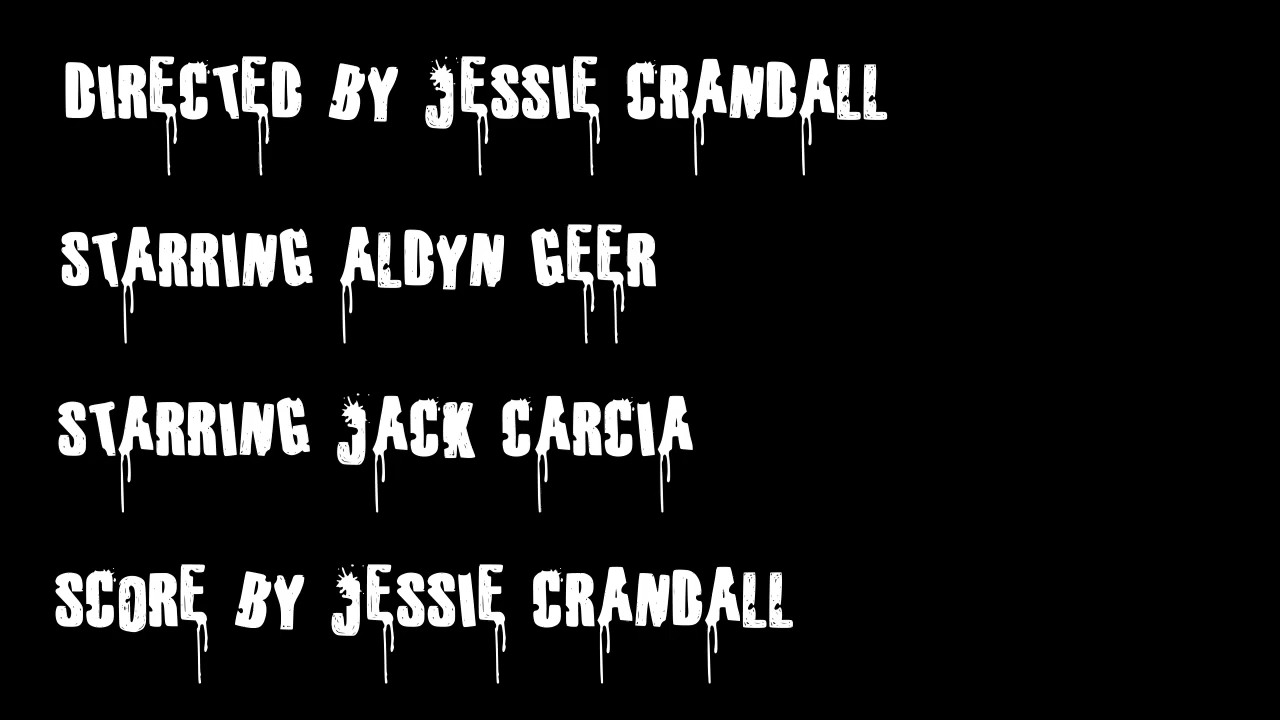 DIRECTED BY JESSIE CRANDALL
STARRING ALDYN GEER
STARRING JACK CARCIA
SCORE BY JESSIE CRANDALL